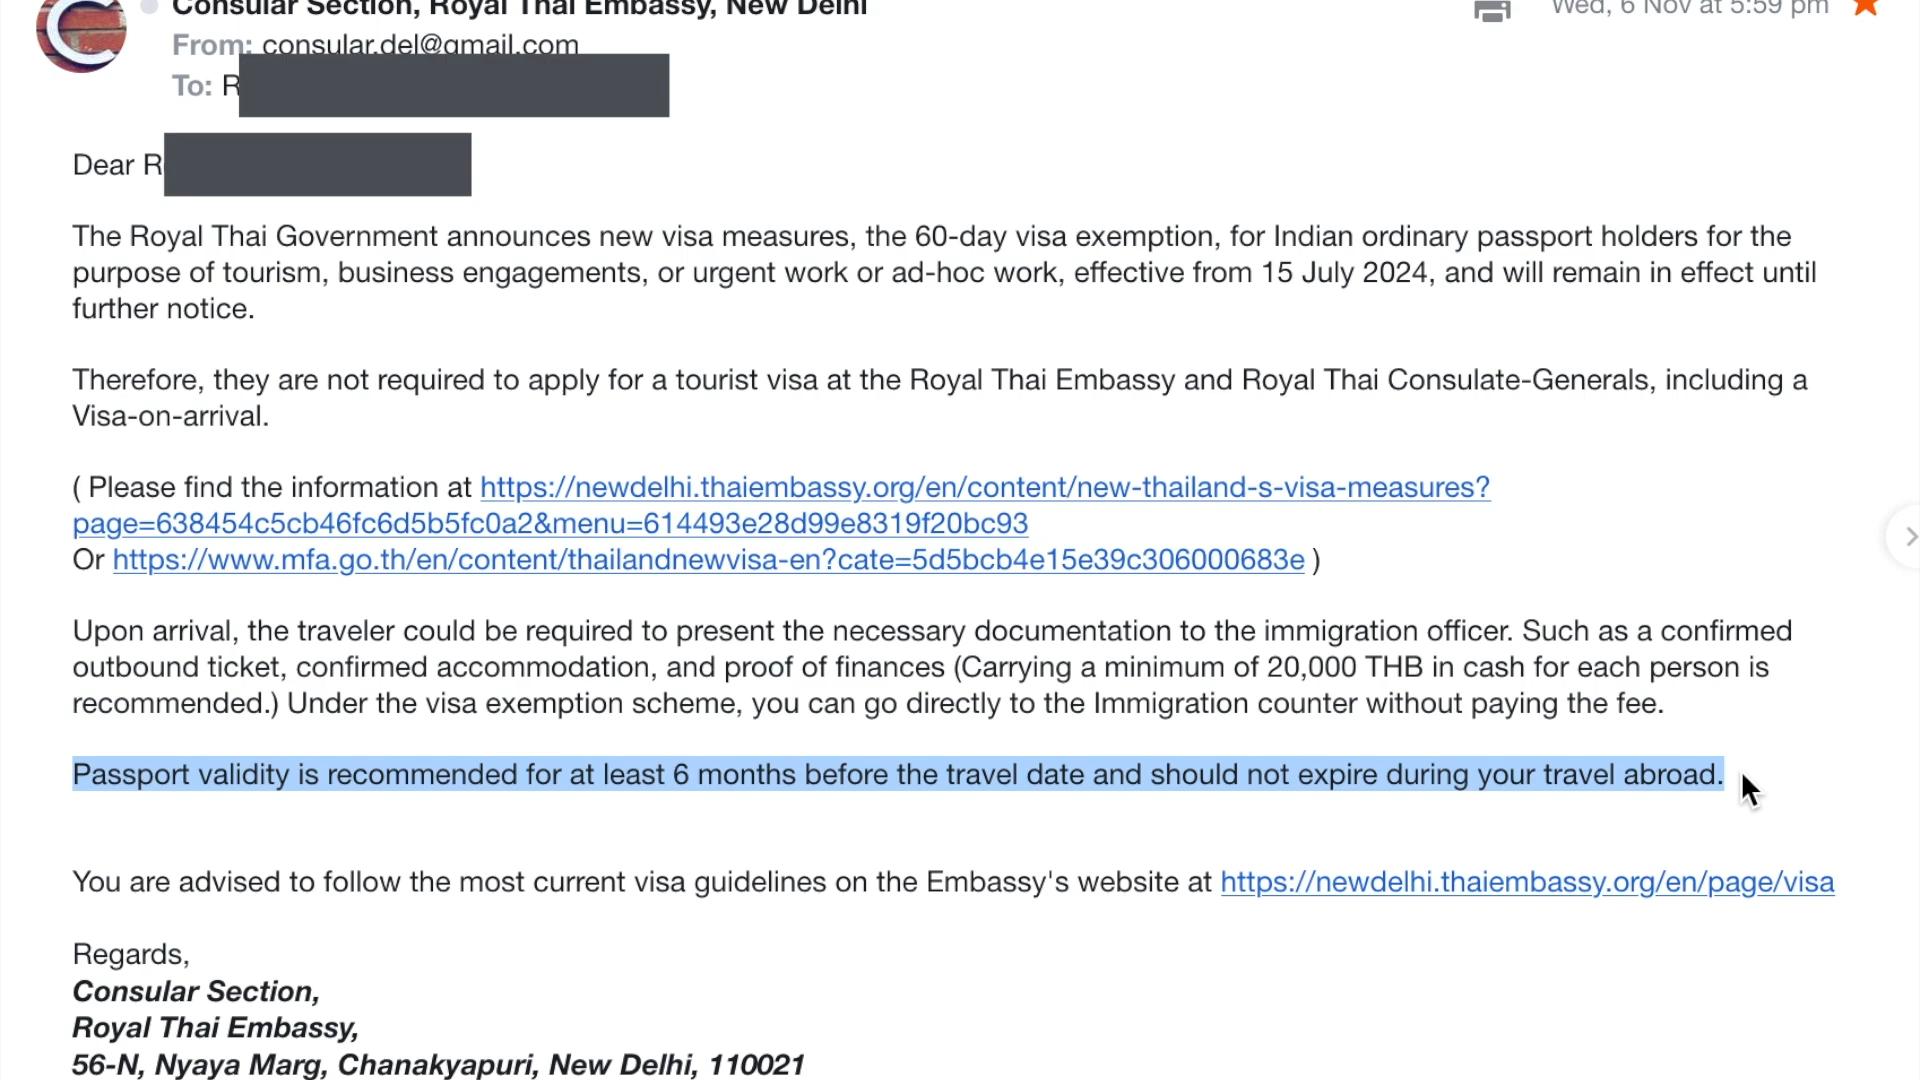 Consular Section, Royal Thai Embassy, New Delhi
Wed, 6 Nov at 5:59 pm
From: consular.del@gmail.com
To: R
Dear R
The Royal Thai Government announces new visa measures, the 60-day visa exemption, for Indian ordinary passport holders for the
purpose of tourism, business engagements, or urgent work or ad-hoc work, effective from 15 July 2024, and will remain in effect until
further notice.
Therefore, they are not required to apply for a tourist visa at the Royal Thai Embassy and Royal Thai Consulate-Generals, including a
Visa-on-arrival.
( Please find the information at https://newdelhi.thaiembassy.org/en/content/new-thailand-s-visa-measures?
page=638454c5cb46fc6d5b5fc0a2&menu=614493e28d99e8319f20bc93
Or https://www.mfa.go.th/en/content/thailandnewvisa-en?cate=5d5bcb4e15e39c306000683e )
Upon arrival, the traveler could be required to present the necessary documentation to the immigration officer. Such as a confirmed
outbound ticket, confirmed accommodation, and proof of finances (Carrying a minimum of 20,000 THB in cash for each person is
recommended.) Under the visa exemption scheme, you can go directly to the Immigration counter without paying the fee.
Passport validity is recommended for at least 6 months before the travel date and should not expire during your travel abroad.
You are advised to follow the most current visa guidelines on the Embassy's website at https://newdelhi.thaiembassy.org/en/page/visa
Regards,
Consular Section,
Royal Thai Embassy,
56-N, Nyaya Marg, Chanakyapuri, New Delhi, 110021